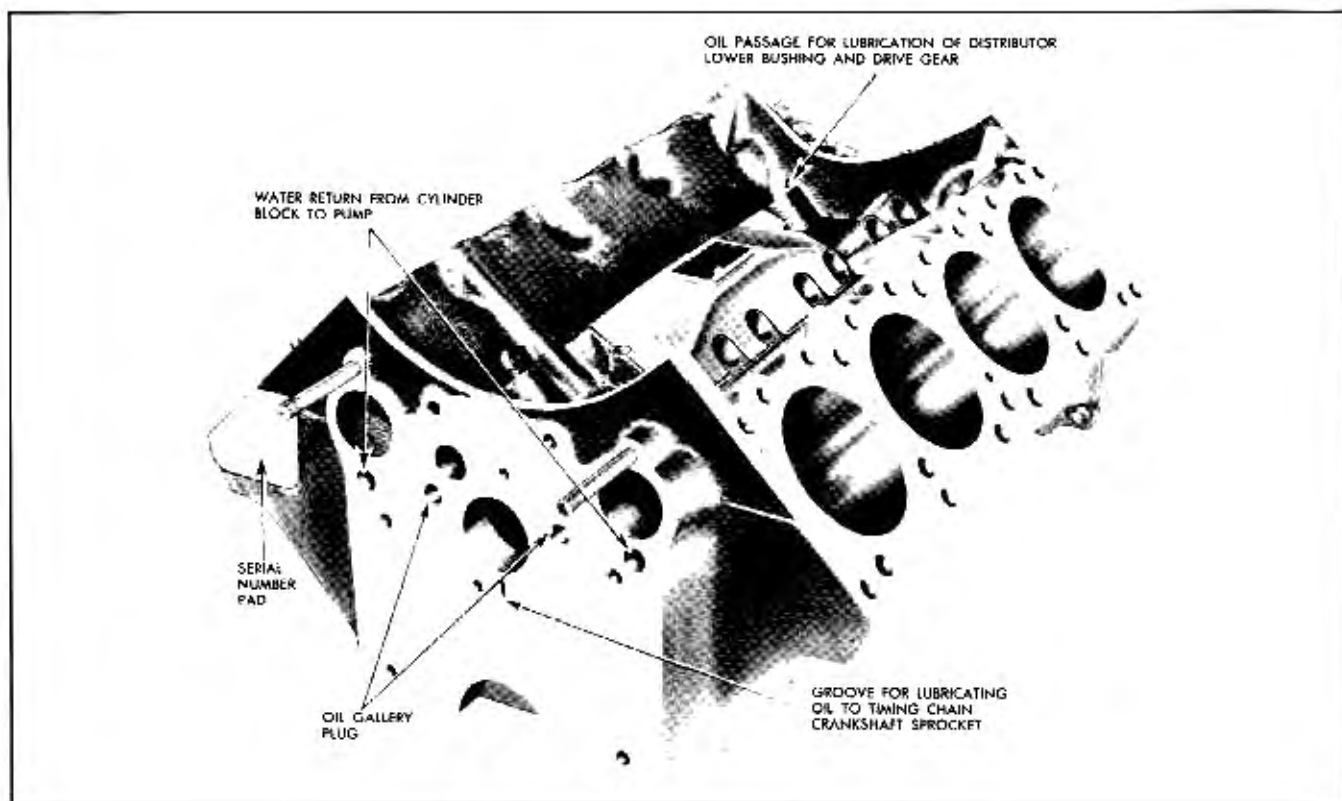 OIL PASSAGE FOR LUBRICATION OF DISTRIBUTOR
LOWER BUSHING AND DRIVE GEAR
WATER RETURN FROM CYLINDER
BLOCK TO PUMP
SERIAL
NUMBER
PAD
OIL GALLERY
PLUG
GROOVE FOR LUBRICATING
OIL TO TIMING CHAIN
CRANKSHAFT SPROCKET